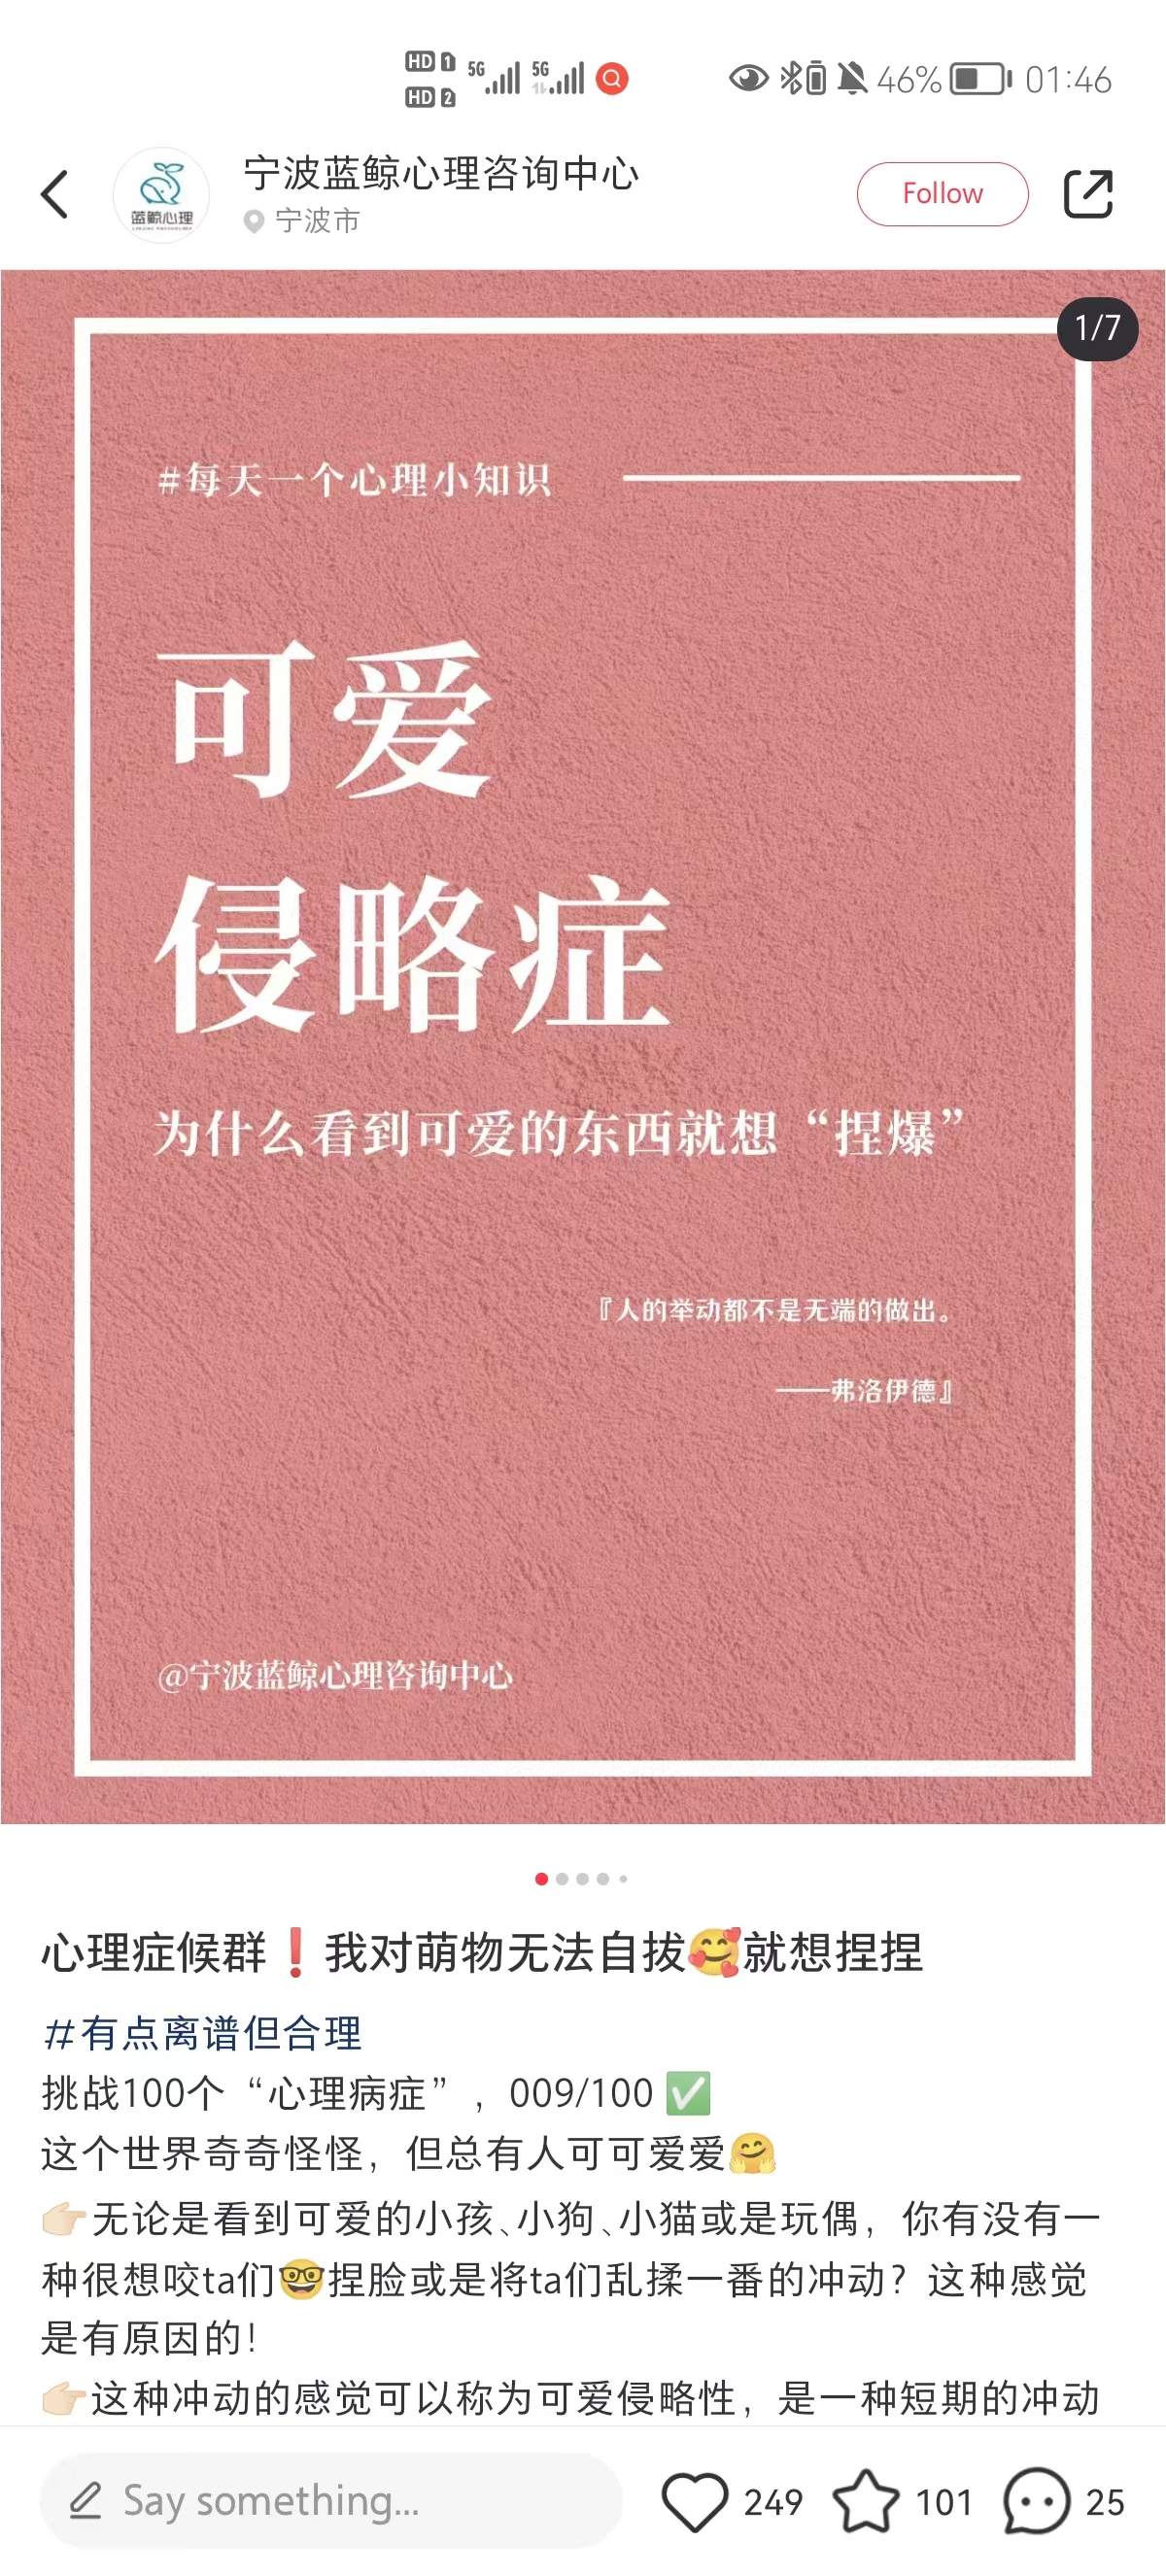 HD 1 5G 5G 46% 01:46
HD 2
宁波蓝鲸心理咨询中心
Follow
蓝鲸心理
宁波市
1/7
#每天一个心理小知识
可爱
侵略症
为什么看到可爱的东西就想“捏爆”
『人的举动都不是无端的做出。
——弗洛伊德』
@宁波蓝鲸心理咨询中心
心理症候群❗我对萌物无法自拔🥰就想捏捏
#有点离谱但合理
挑战100个“心理病症”，009/100 ✅
这个世界奇奇怪怪，但总有人可可爱爱🤗
👉🏻无论是看到可爱的小孩、小狗、小猫或是玩偶，你有没有一
种很想咬ta们🤓捏脸或是将ta们乱揉一番的冲动？这种感觉
是有原因的！
👉🏻这种冲动的感觉可以称为可爱侵略性，是一种短期的冲动
Say something...
249
101
25